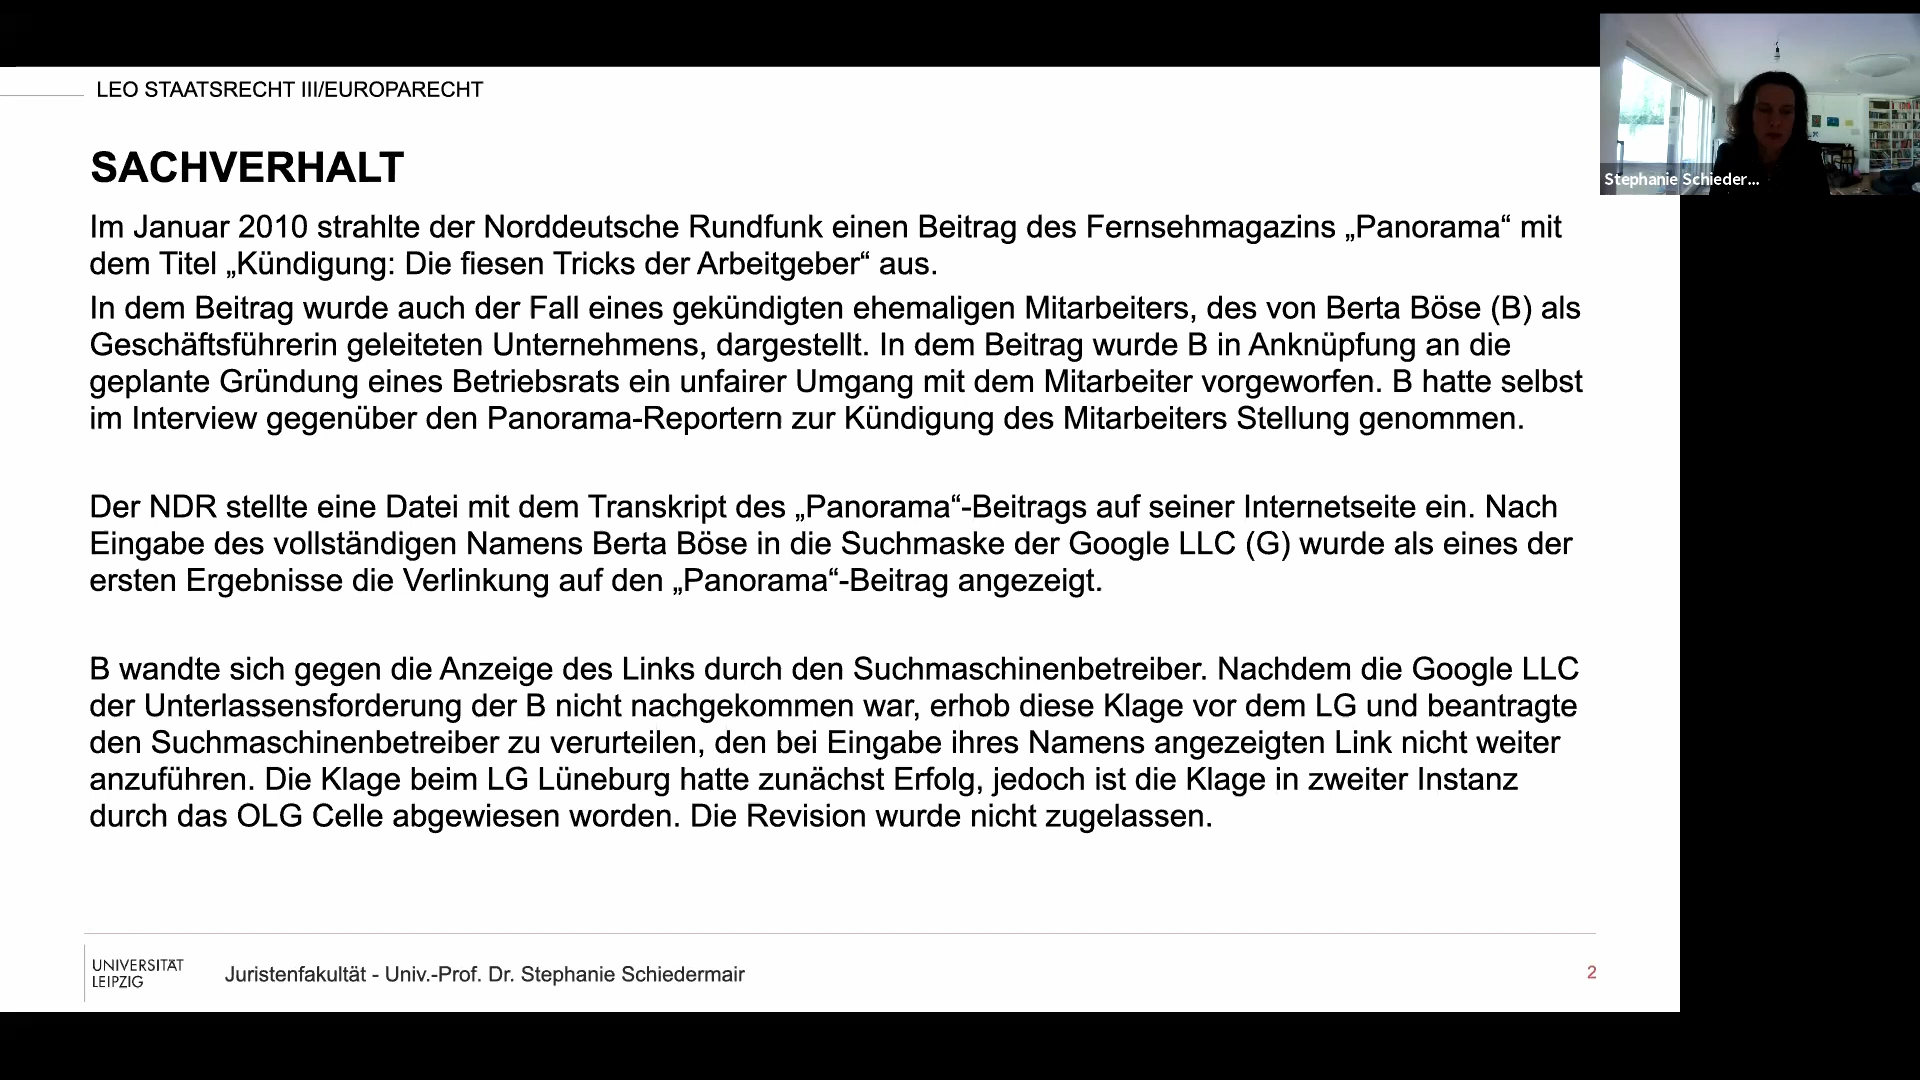 LEO STAATSRECHT III/EUROPARECHT
SACHVERHALT
Im Januar 2010 strahlte der Norddeutsche Rundfunk einen Beitrag des Fernsehmagazins „Panorama“ mit
dem Titel „Kündigung: Die fiesen Tricks der Arbeitgeber“ aus.
In dem Beitrag wurde auch der Fall eines gekündigten ehemaligen Mitarbeiters, des von Berta Böse (B) als
Geschäftsführerin geleiteten Unternehmens, dargestellt. In dem Beitrag wurde B in Anknüpfung an die
geplante Gründung eines Betriebsrats ein unfairer Umgang mit dem Mitarbeiter vorgeworfen. B hatte selbst
im Interview gegenüber den Panorama-Reportern zur Kündigung des Mitarbeiters Stellung genommen.
Der NDR stellte eine Datei mit dem Transkript des „Panorama“-Beitrags auf seiner Internetseite ein. Nach
Eingabe des vollständigen Namens Berta Böse in die Suchmaske der Google LLC (G) wurde als eines der
ersten Ergebnisse die Verlinkung auf den „Panorama“-Beitrag angezeigt.
B wandte sich gegen die Anzeige des Links durch den Suchmaschinenbetreiber. Nachdem die Google LLC
der Unterlassensforderung der B nicht nachgekommen war, erhob diese Klage vor dem LG und beantragte
den Suchmaschinenbetreiber zu verurteilen, den bei Eingabe ihres Namens angezeigten Link nicht weiter
anzuführen. Die Klage beim LG Lüneburg hatte zunächst Erfolg, jedoch ist die Klage in zweiter Instanz
durch das OLG Celle abgewiesen worden. Die Revision wurde nicht zugelassen.
UNIVERSITÄT
LEIPZIG
Juristenfakultät - Univ.-Prof. Dr. Stephanie Schiedermair
2
Stephanie Schieder...